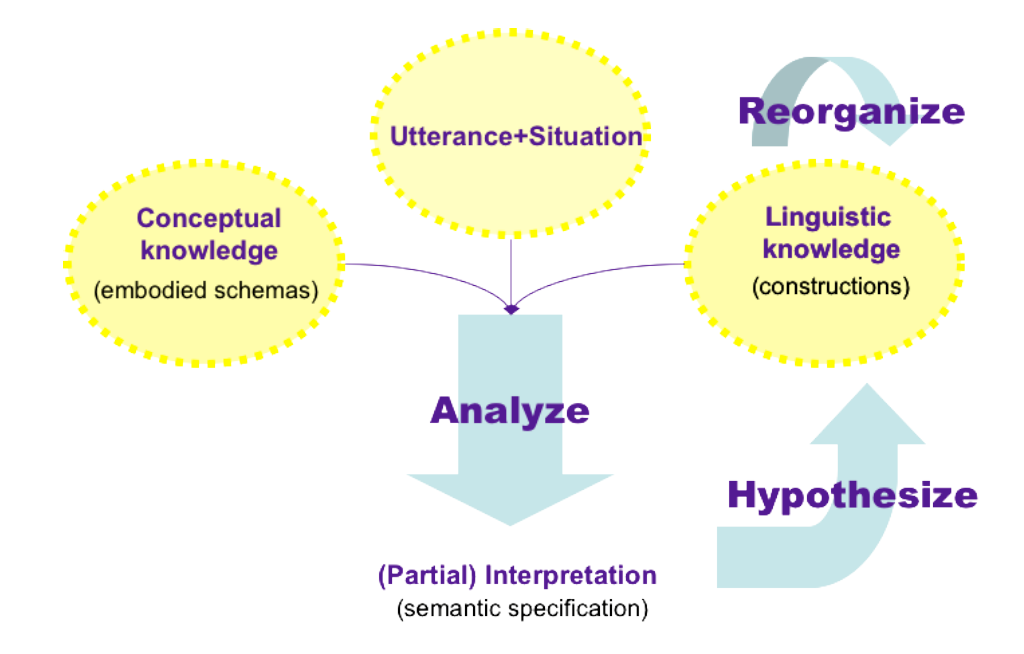 Utterance+Situation
Reorganize
Conceptual
knowledge
(embodied schemas)
Linguistic
knowledge
(constructions)
Analyze
Hypothesize
(Partial) Interpretation
(semantic specification)